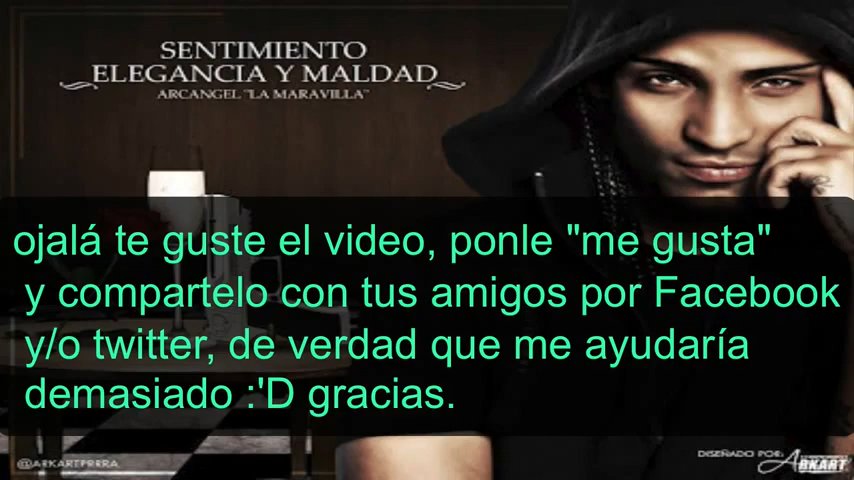 SENTIMIENTO
ELEGANCIA Y MALDAD
ARCANGEL "LA MARAVILLA"
ojalá te guste el video, ponle "me gusta"
y compartelo con tus amigos por Facebook
y/o twitter, de verdad que me ayudaría
demasiado :'D gracias.
@ARKARTPRRRA
DISEÑADO POR: ARKART